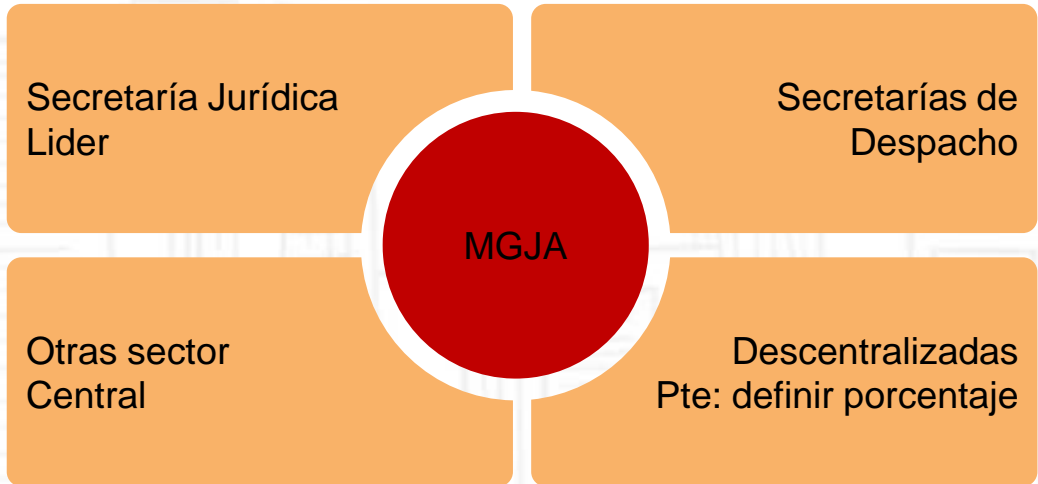 Secretaría Jurídica
Lider
Secretarías de
Despacho
MGJA
Otras sector
Central
Descentralizadas
Pte: definir porcentaje